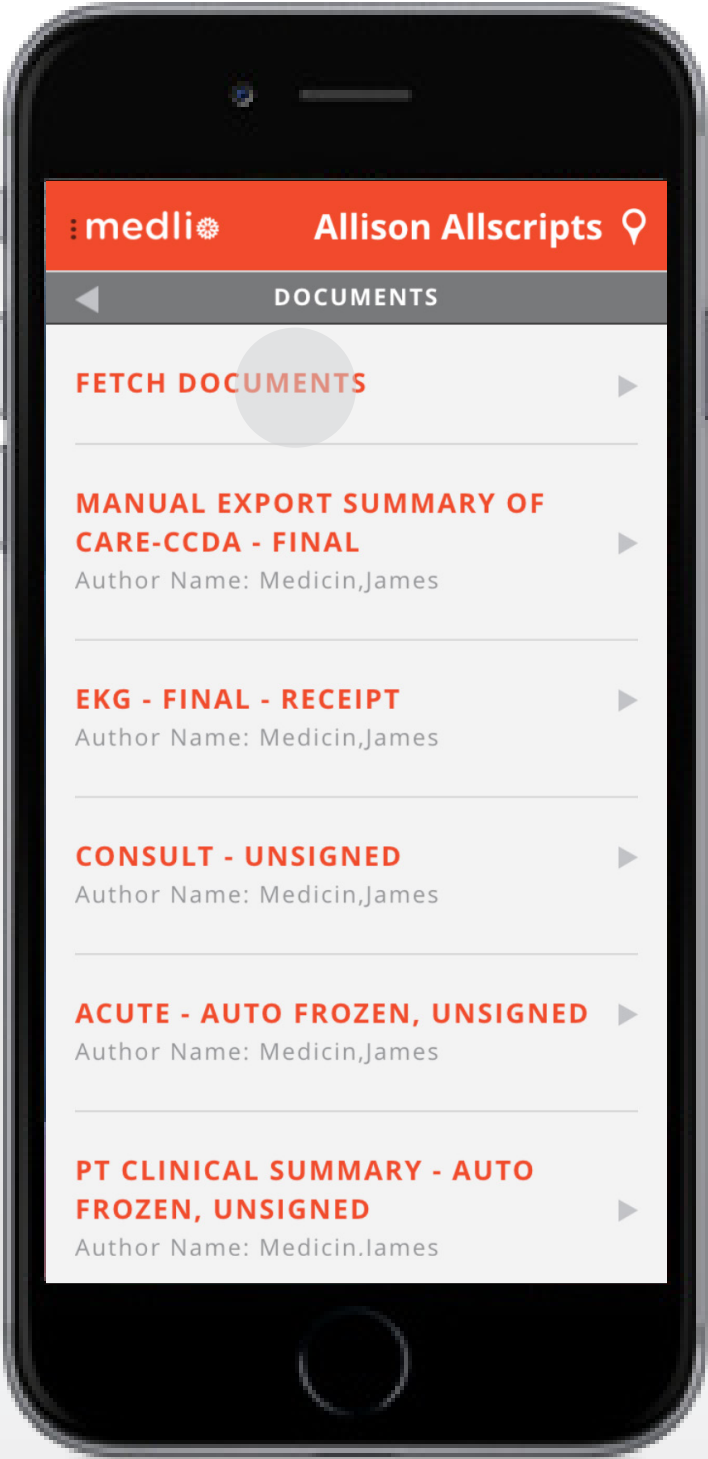 medlio Allison Allscripts
DOCUMENTS
FETCH DOCUMENTS
MANUAL EXPORT SUMMARY OF
CARE-CCDA - FINAL
Author Name: Medicin,James
EKG - FINAL - RECEIPT
Author Name: Medicin,James
CONSULT - UNSIGNED
Author Name: Medicin,James
ACUTE - AUTO FROZEN, UNSIGNED
Author Name: Medicin,James
PT CLINICAL SUMMARY - AUTO
FROZEN, UNSIGNED
Author Name: Medicin,James